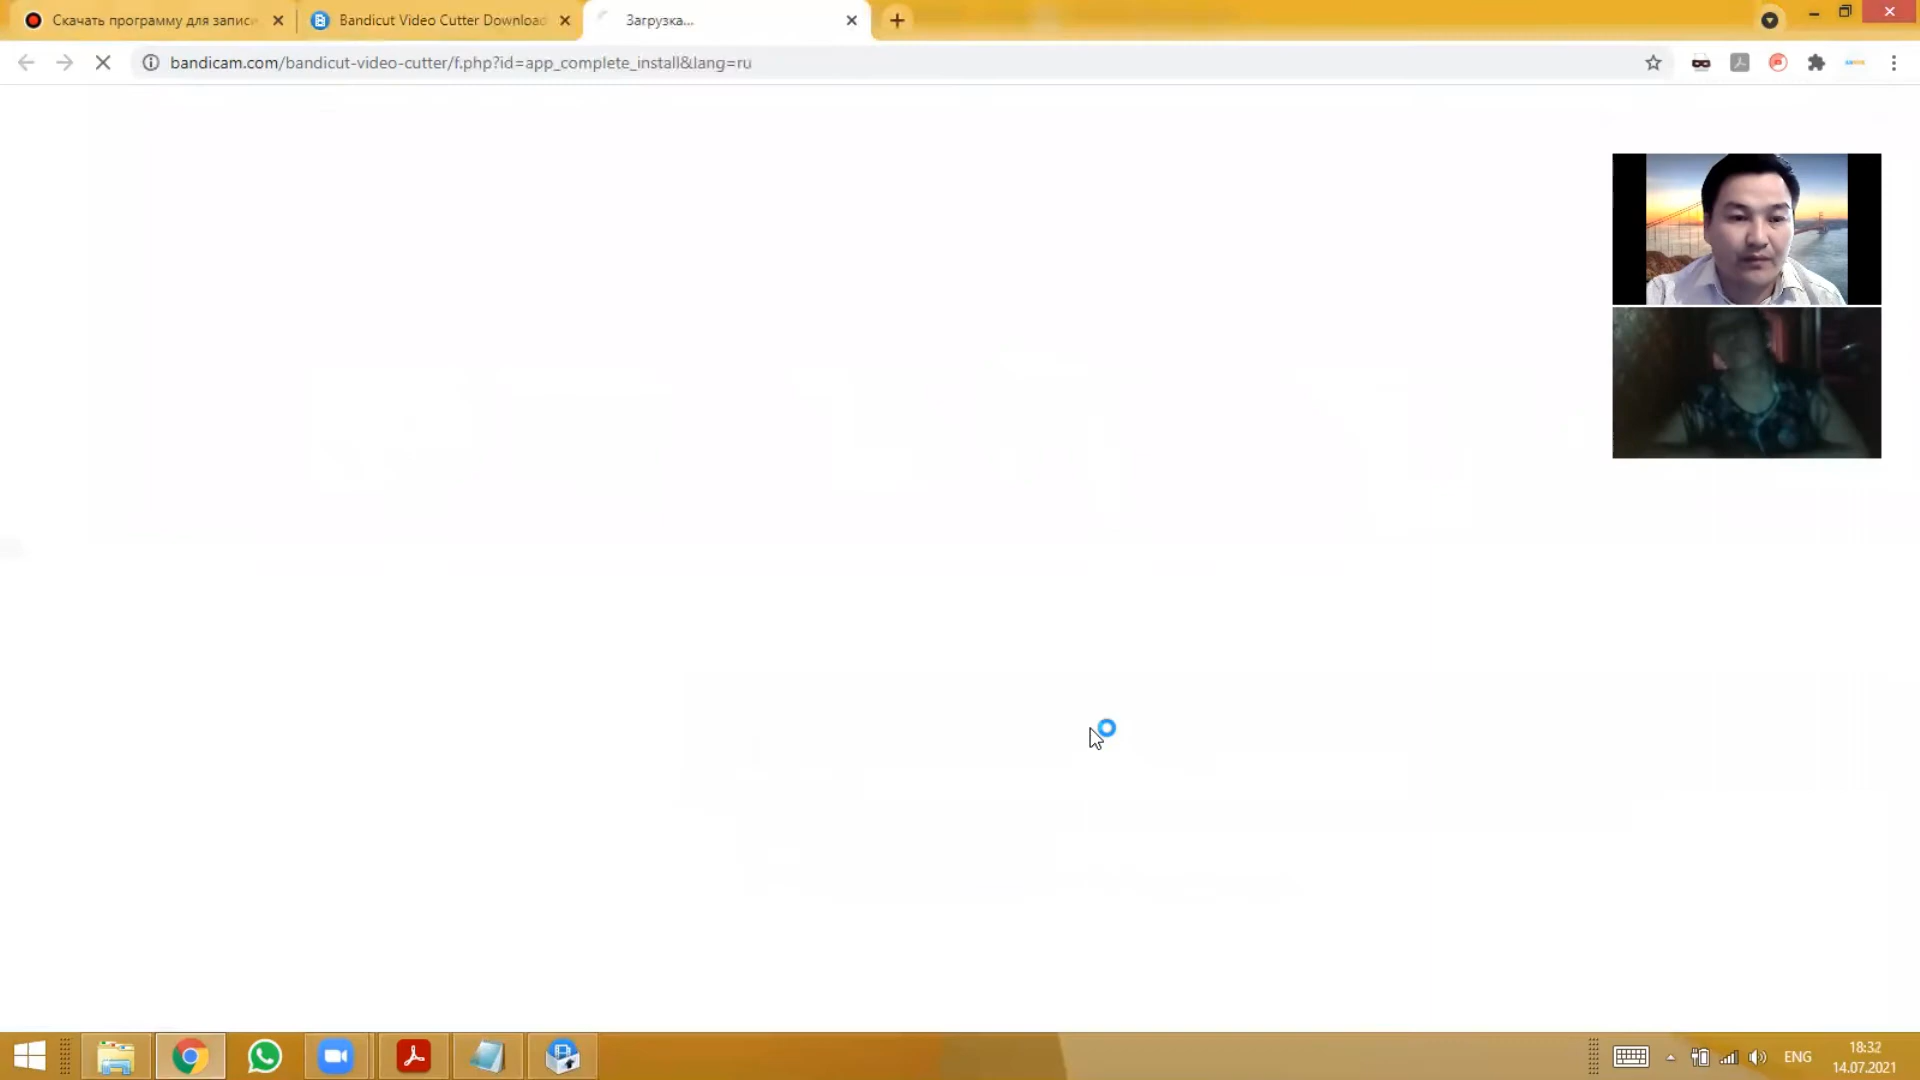 Скачать программу для записи
Bandicut Video Cutter Download
Загрузка...
bandicam.com/bandicut-video-cutter/f.php?id=app_complete_install&lang=ru
ENG
18:32
14.07.2021